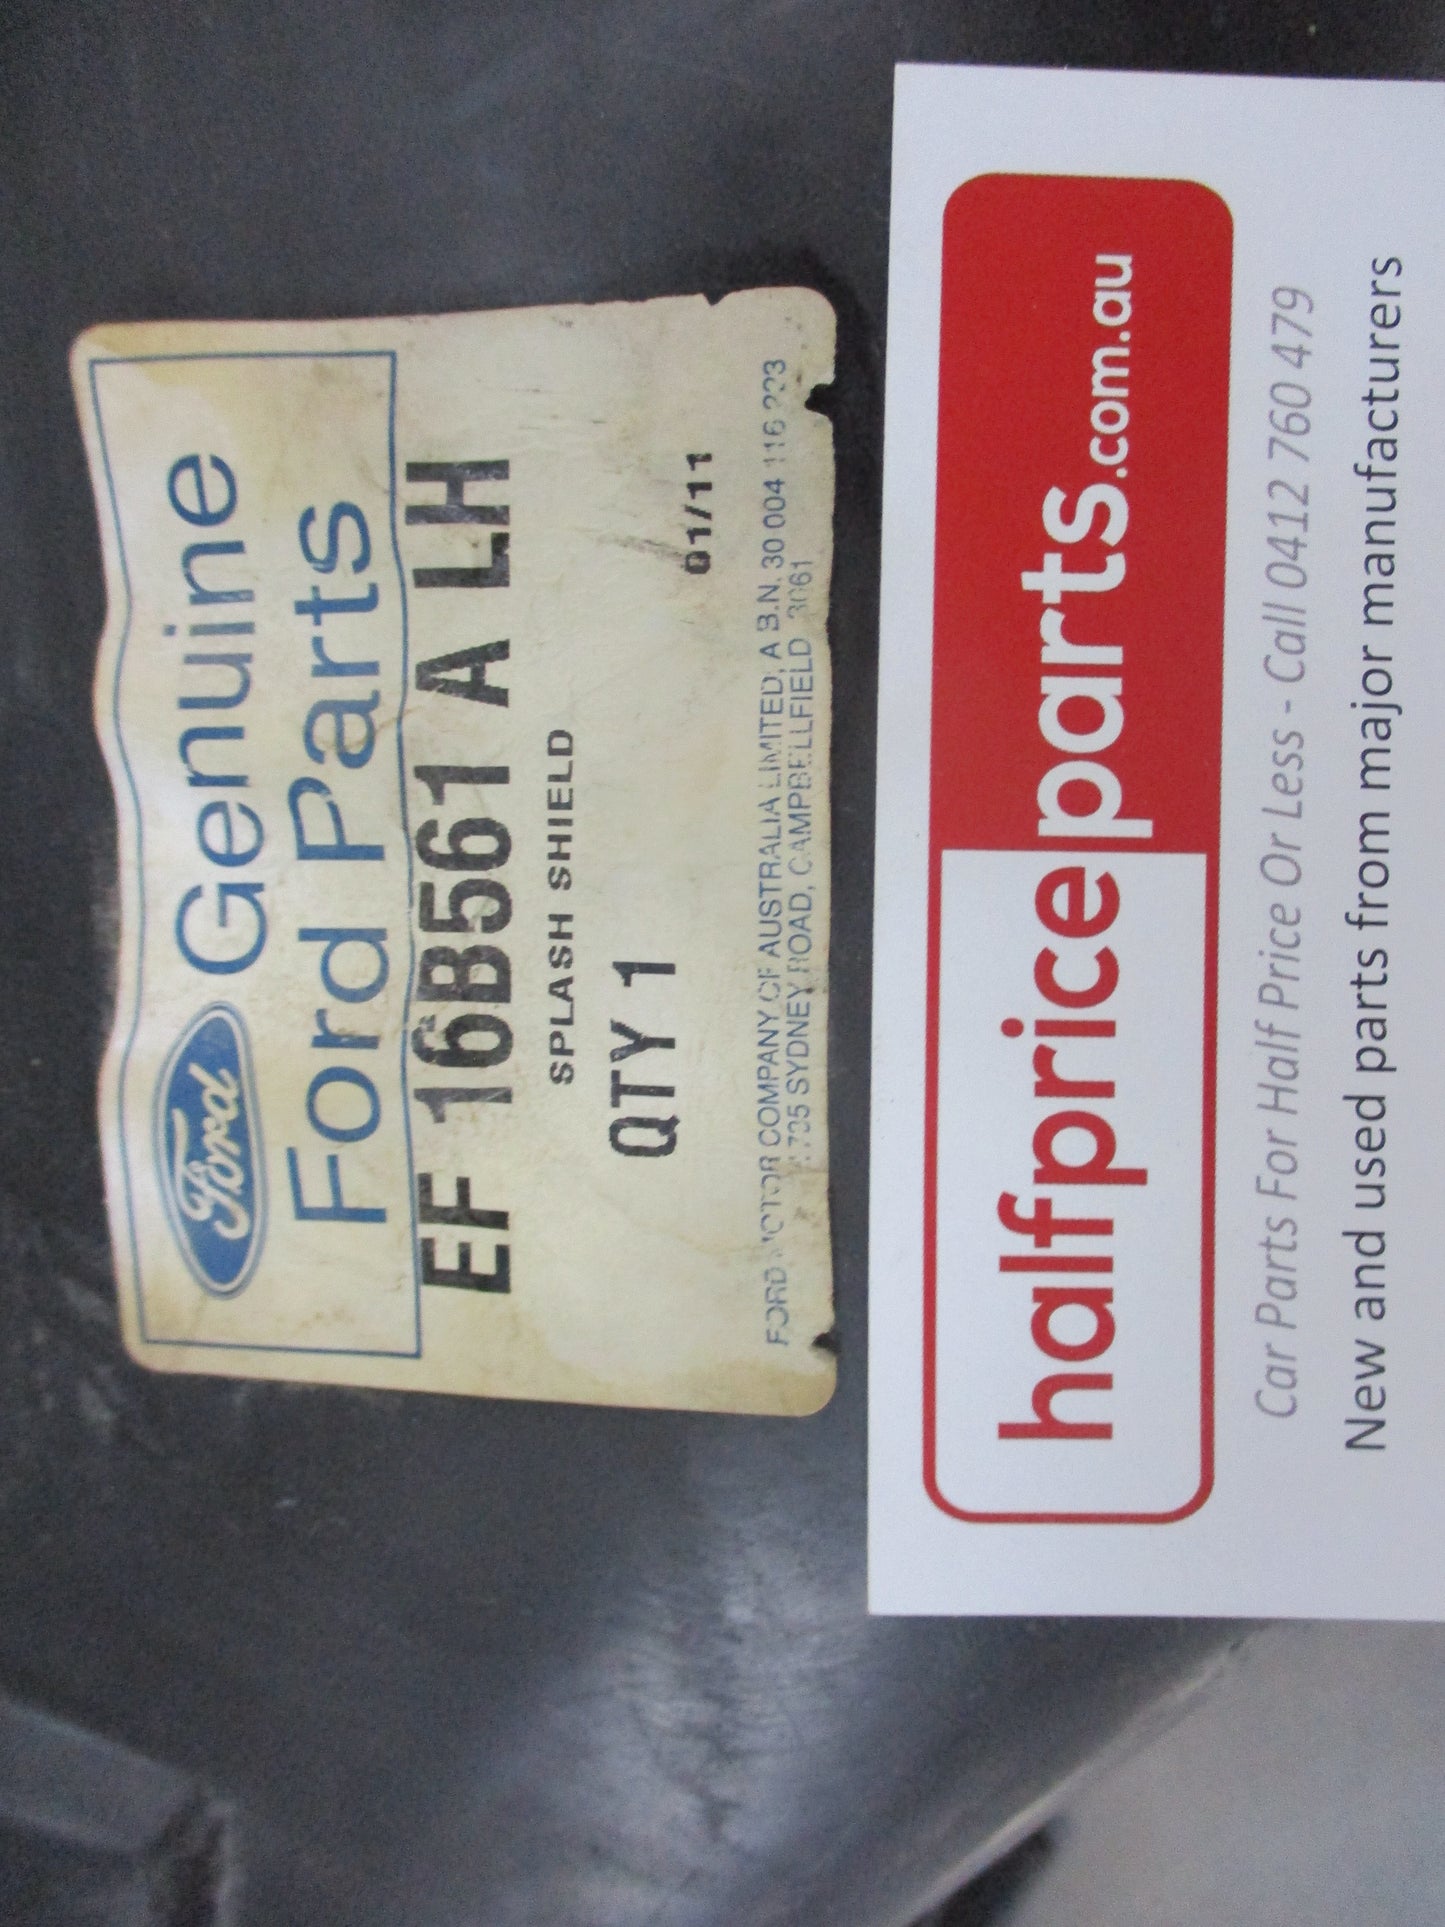 Ford Genuine
Ford Parts
EF 16B561 A LH
SPLASH SHIELD
QTY 1
01/11
FORD MOTOR COMPANY OF AUSTRALIA LIMITED, A.B.N. 30 004 116 223
1735 SYDNEY ROAD, CAMPBELLFIELD 3061
halfpriceparts.com.au
Car Parts For Half Price Or Less - Call 0412 760 479
New and used parts from major manufacturers